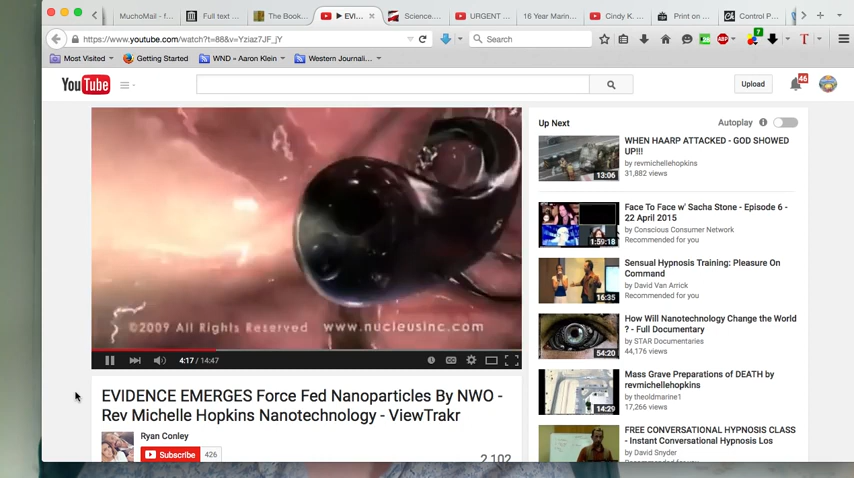 MuchoMail - f...
Full text ...
The Book...
▶ EVI...
Science....
URGENT ...
16 Year Marin...
Cindy K. ...
Print on ...
Control P...
https://www.youtube.com/watch?t=88&v=Yziaz7JF_jY
Search
ABP
7
Most Visited
Getting Started
WND » Aaron Klein
Western Journali...
YouTube
Upload
46
©2009 All Rights Reserved www.nucleusinc.com
4:17 / 14:47
EVIDENCE EMERGES Force Fed Nanoparticles By NWO -
Rev Michelle Hopkins Nanotechnology - ViewTrakr
Ryan Conley
Subscribe 426
2,102
Up Next
Autoplay
WHEN HAARP ATTACKED - GOD SHOWED
UP!!!
by revmichellehopkins
31,882 views
13:06
Face To Face w' Sacha Stone - Episode 6 -
22 April 2015
by Conscious Consumer Network
Recommended for you
1:59:18
Sensual Hypnosis Training: Pleasure On
Command
by David Van Arrick
Recommended for you
16:35
How Will Nanotechnology Change the World
? - Full Documentary
by STAR Documentaries
44,176 views
54:20
Mass Grave Preparations of DEATH by
revmichellehopkins
by theoldmarine1
17,266 views
14:29
FREE CONVERSATIONAL HYPNOSIS CLASS
- Instant Conversational Hypnosis Los
by David Snyder